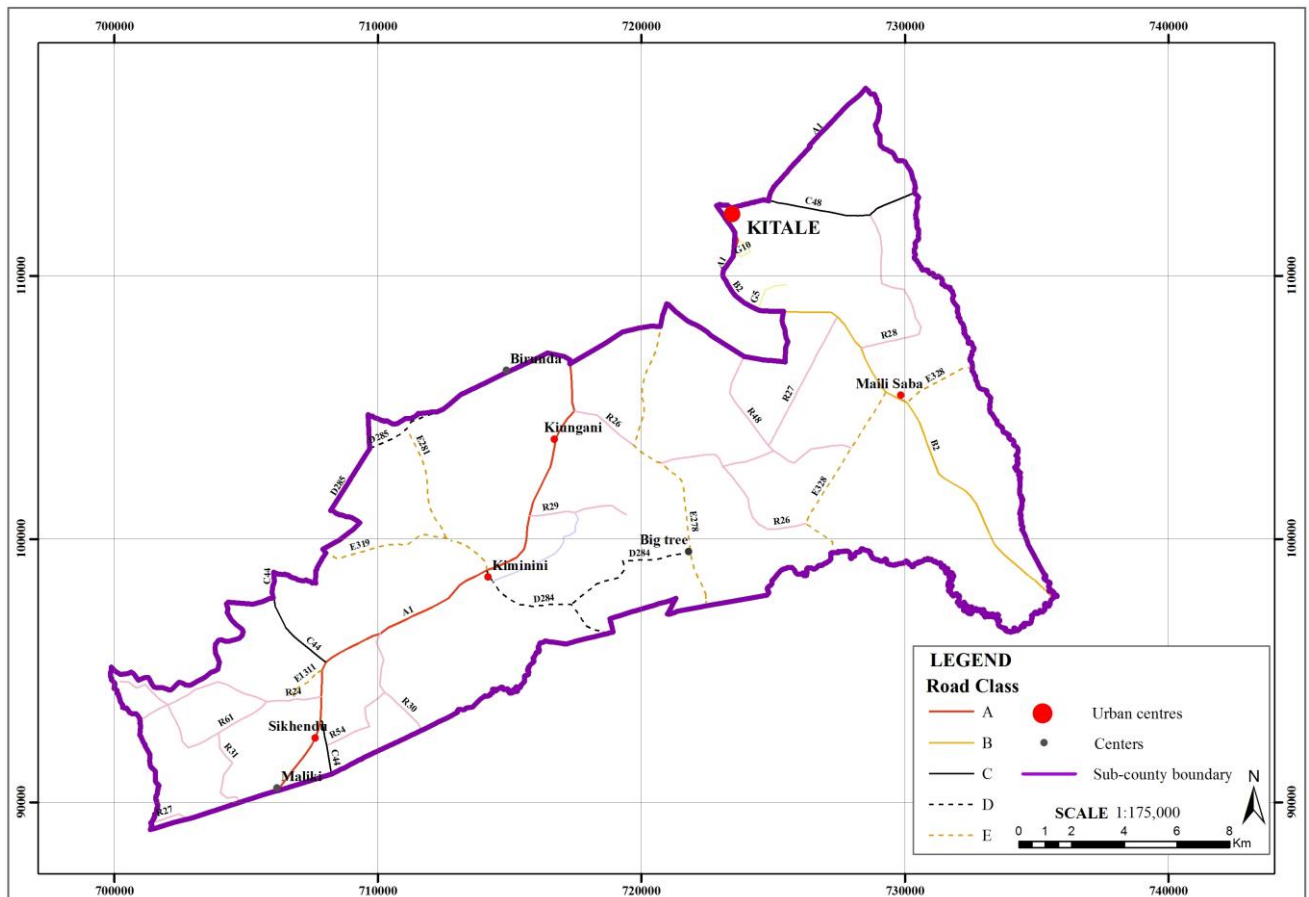 700000 710000 720000 730000 740000
A1
C48
KITALE
G10
A1
110000 110000
B2
G5
R28
Birunda
E328
Maili Saba
R27
R48
R26
Kiungani
D285
E281
B2
D285
E328
R29
E278
R26
100000 100000
Big tree
E319
D284
Kiminini
C44
D284
A1
C44
E1311
R24
R30
R61
Sikhendu
R54
R31
C44
Maliki
R27
90000 90000
LEGEND
Road Class
A Urban centres
B Centers
C Sub-county boundary
N
D SCALE 1:175,000
0 1 2 4 6 8
E Km
700000 710000 720000 730000 740000